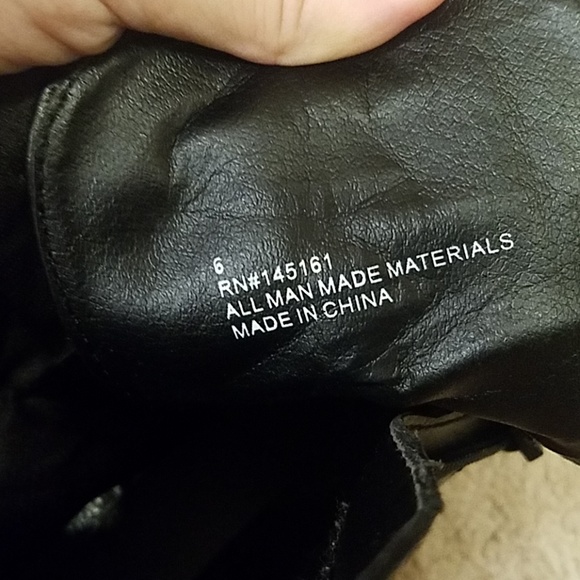 6
RN#145161
ALL MAN MADE MATERIALS
MADE IN CHINA